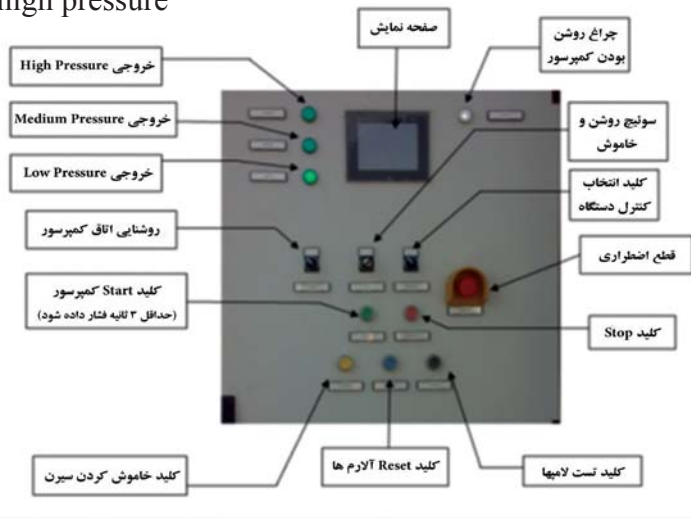 high pressure
صفحه نمایش
چراغ روشن
بودن کمپرسور
خروجی High Pressure
خروجی Medium Pressure
خروجی Low Pressure
سوئیچ روشن و
خاموش
کلید انتخاب
کنترل دستگاه
روشنایی اتاق کمپرسور
قطع اضطراری
کلید Start کمپرسور
(حداقل ۳ ثانیه فشار داده شود)
کلید Stop
کلید خاموش کردن سیرن
کلید Reset آلارم ها
کلید تست لامپها